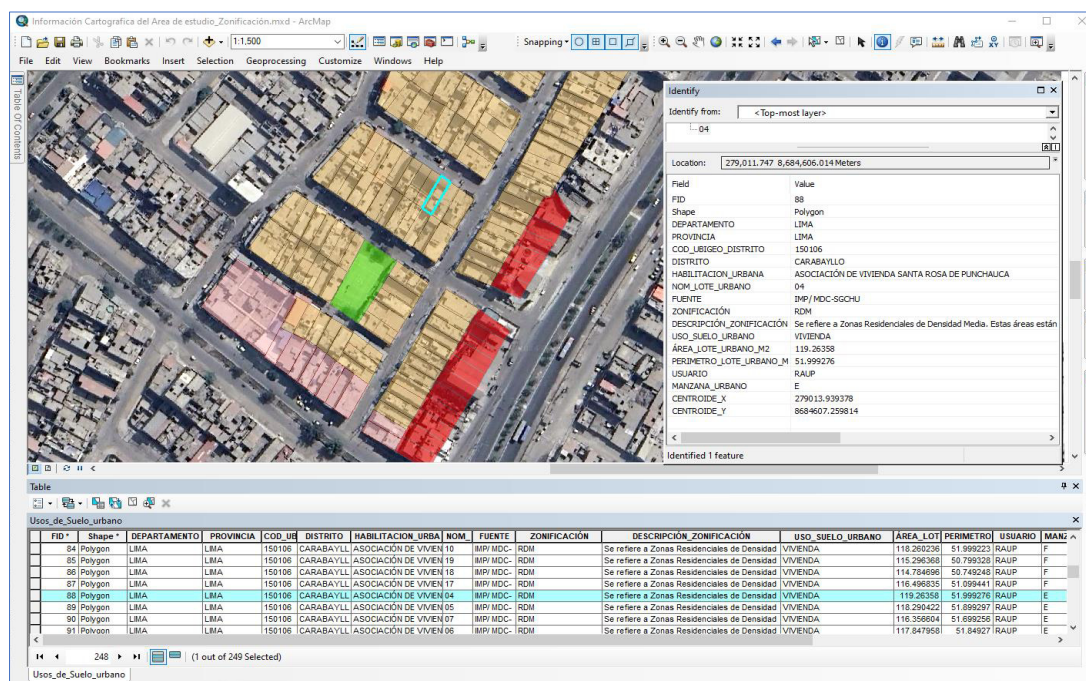 Información Cartografica del Area de estudio_Zonificación.mxd - ArcMap
1:1,500
Snapping
File Edit View Bookmarks Insert Selection Geoprocessing Customize Windows Help
Table Of Contents
Identify
Identify from: <Top-most layer>
04
Location: 279,011.747 8,684,606.014 Meters
Field Value
FID 88
Shape Polygon
DEPARTAMENTO LIMA
PROVINCIA LIMA
COD_UBIGEO_DISTRITO 150106
DISTRITO CARABAYLLO
HABILITACION_URBANA ASOCIACIÓN DE VIVIENDA SANTA ROSA DE PUNCHAUCA
NOM_LOTE_URBANO 04
FUENTE IMP/ MDC-SGCHU
ZONIFICACIÓN RDM
DESCRIPCIÓN_ZONIFICACIÓN Se refiere a Zonas Residenciales de Densidad Media. Estas áreas están
USO_SUELO_URBANO VIVIENDA
ÁREA_LOTE_URBANO_M2 119.26358
PERIMETRO_LOTE_URBANO_M 51.999276
USUARIO RAUP
MANZANA_URBANO E
CENTROIDE_X 279013.939378
CENTROIDE_Y 8684607.259814
Identified 1 feature
Table
Usos_de_Suelo_urbano
FID * Shape * DEPARTAMENTO PROVINCIA COD_UB DISTRITO HABILITACION_URBA NOM_ FUENTE ZONIFICACIÓN DESCRIPCIÓN_ZONIFICACIÓN USO_SUELO_URBANO ÁREA_LOT PERIMETRO USUARIO MANZ
84 Polygon LIMA LIMA 150106 CARABAYLL ASOCIACIÓN DE VIVIEN 10 IMP/ MDC- RDM Se refiere a Zonas Residenciales de Densidad VIVIENDA 118.260236 51.999223 RAUP F
85 Polygon LIMA LIMA 150106 CARABAYLL ASOCIACIÓN DE VIVIEN 19 IMP/ MDC- RDM Se refiere a Zonas Residenciales de Densidad VIVIENDA 115.296368 50.799328 RAUP F
86 Polygon LIMA LIMA 150106 CARABAYLL ASOCIACIÓN DE VIVIEN 18 IMP/ MDC- RDM Se refiere a Zonas Residenciales de Densidad VIVIENDA 114.784696 50.749248 RAUP F
87 Polygon LIMA LIMA 150106 CARABAYLL ASOCIACIÓN DE VIVIEN 17 IMP/ MDC- RDM Se refiere a Zonas Residenciales de Densidad VIVIENDA 116.496835 51.099441 RAUP F
88 Polygon LIMA LIMA 150106 CARABAYLL ASOCIACIÓN DE VIVIEN 04 IMP/ MDC- RDM Se refiere a Zonas Residenciales de Densidad VIVIENDA 119.26358 51.999276 RAUP E
89 Polygon LIMA LIMA 150106 CARABAYLL ASOCIACIÓN DE VIVIEN 05 IMP/ MDC- RDM Se refiere a Zonas Residenciales de Densidad VIVIENDA 118.290422 51.899297 RAUP E
90 Polygon LIMA LIMA 150106 CARABAYLL ASOCIACIÓN DE VIVIEN 07 IMP/ MDC- RDM Se refiere a Zonas Residenciales de Densidad VIVIENDA 116.356604 51.699256 RAUP E
91 Polygon LIMA LIMA 150106 CARABAYLL ASOCIACIÓN DE VIVIEN 06 IMP/ MDC- RDM Se refiere a Zonas Residenciales de Densidad VIVIENDA 117.847958 51.84927 RAUP E
248 (1 out of 249 Selected)
Usos_de_Suelo_urbano